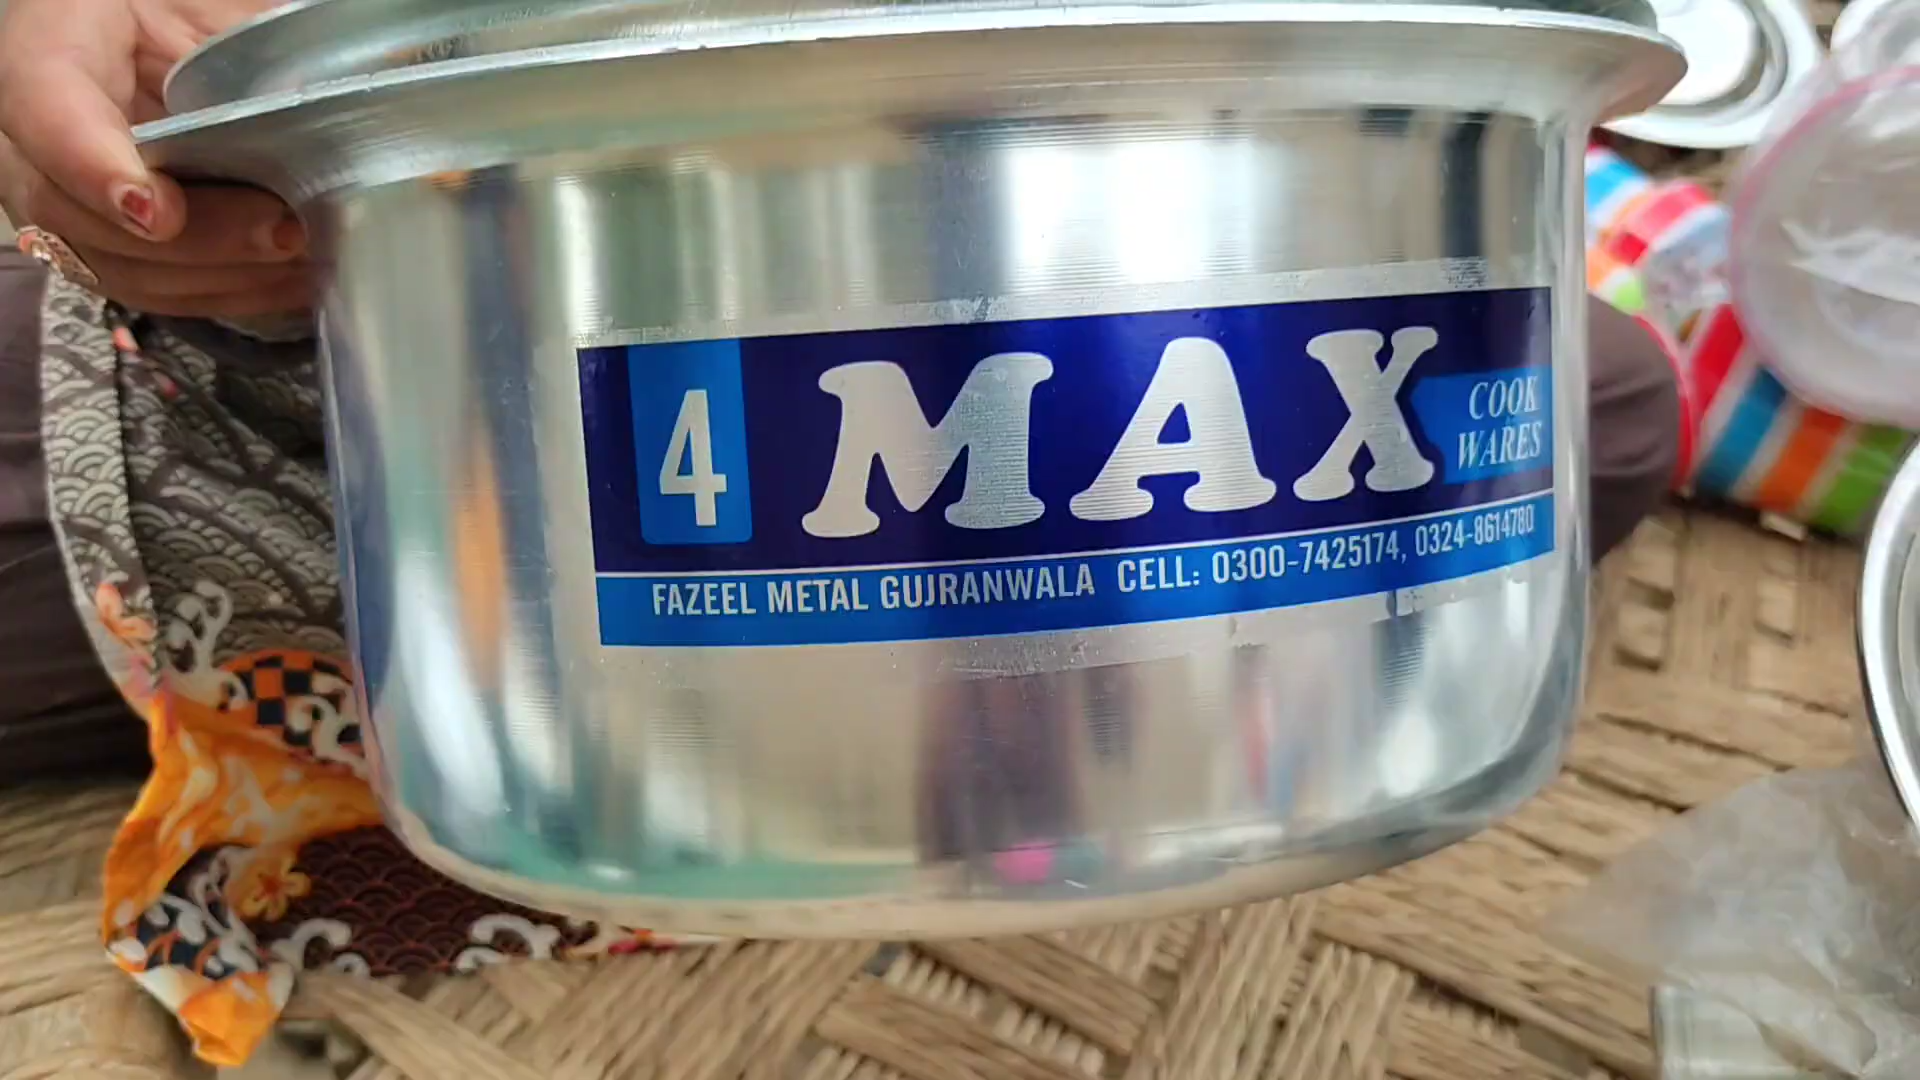 4 MAX
COOK
WARES
FAZEEL METAL GUJRANWALA CELL: 0300-7425174, 0324-8614780